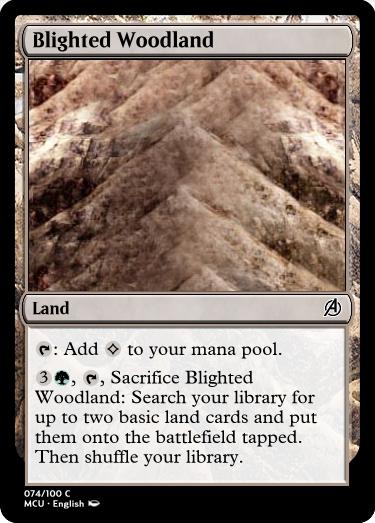 Blighted Woodland
Land
: Add to your mana pool.
3 , , Sacrifice Blighted
Woodland: Search your library for
up to two basic land cards and put
them onto the battlefield tapped.
Then shuffle your library.
074/100 C
MCU • English